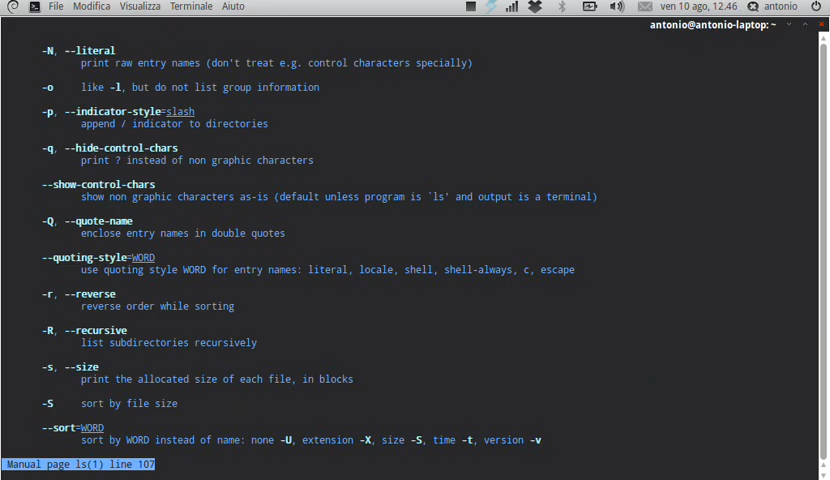 File Modifica Visualizza Terminale Aiuto ven 10 ago, 12.46 antonio
antonio@antonio-laptop: ~
-N, --literal
print raw entry names (don't treat e.g. control characters specially)
-o like -l, but do not list group information
-p, --indicator-style=slash
append / indicator to directories
-q, --hide-control-chars
print ? instead of non graphic characters
--show-control-chars
show non graphic characters as-is (default unless program is `ls' and output is a terminal)
-Q, --quote-name
enclose entry names in double quotes
--quoting-style=WORD
use quoting style WORD for entry names: literal, locale, shell, shell-always, c, escape
-r, --reverse
reverse order while sorting
-R, --recursive
list subdirectories recursively
-s, --size
print the allocated size of each file, in blocks
-S sort by file size
--sort=WORD
sort by WORD instead of name: none -U, extension -X, size -S, time -t, version -v
Manual page ls(1) line 107